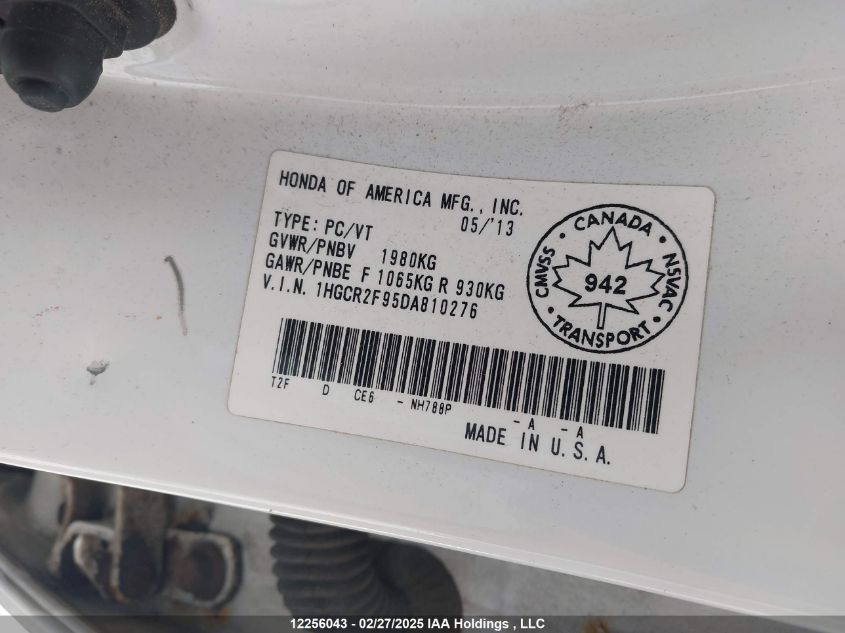 HONDA OF AMERICA MFG., INC.
05/'13
TYPE: PC/VT
GVWR/PNBV 1980KG
GAWR/PNBE F 1065KG R 930KG
V.I.N. 1HGCR2F95DA810276
CANADA
CMVSS 942 NSVAC
TRANSPORT
T2F D CE6 - NH788P -A -A
MADE IN U.S.A.
12256043 - 02/27/2025 IAA Holdings , LLC